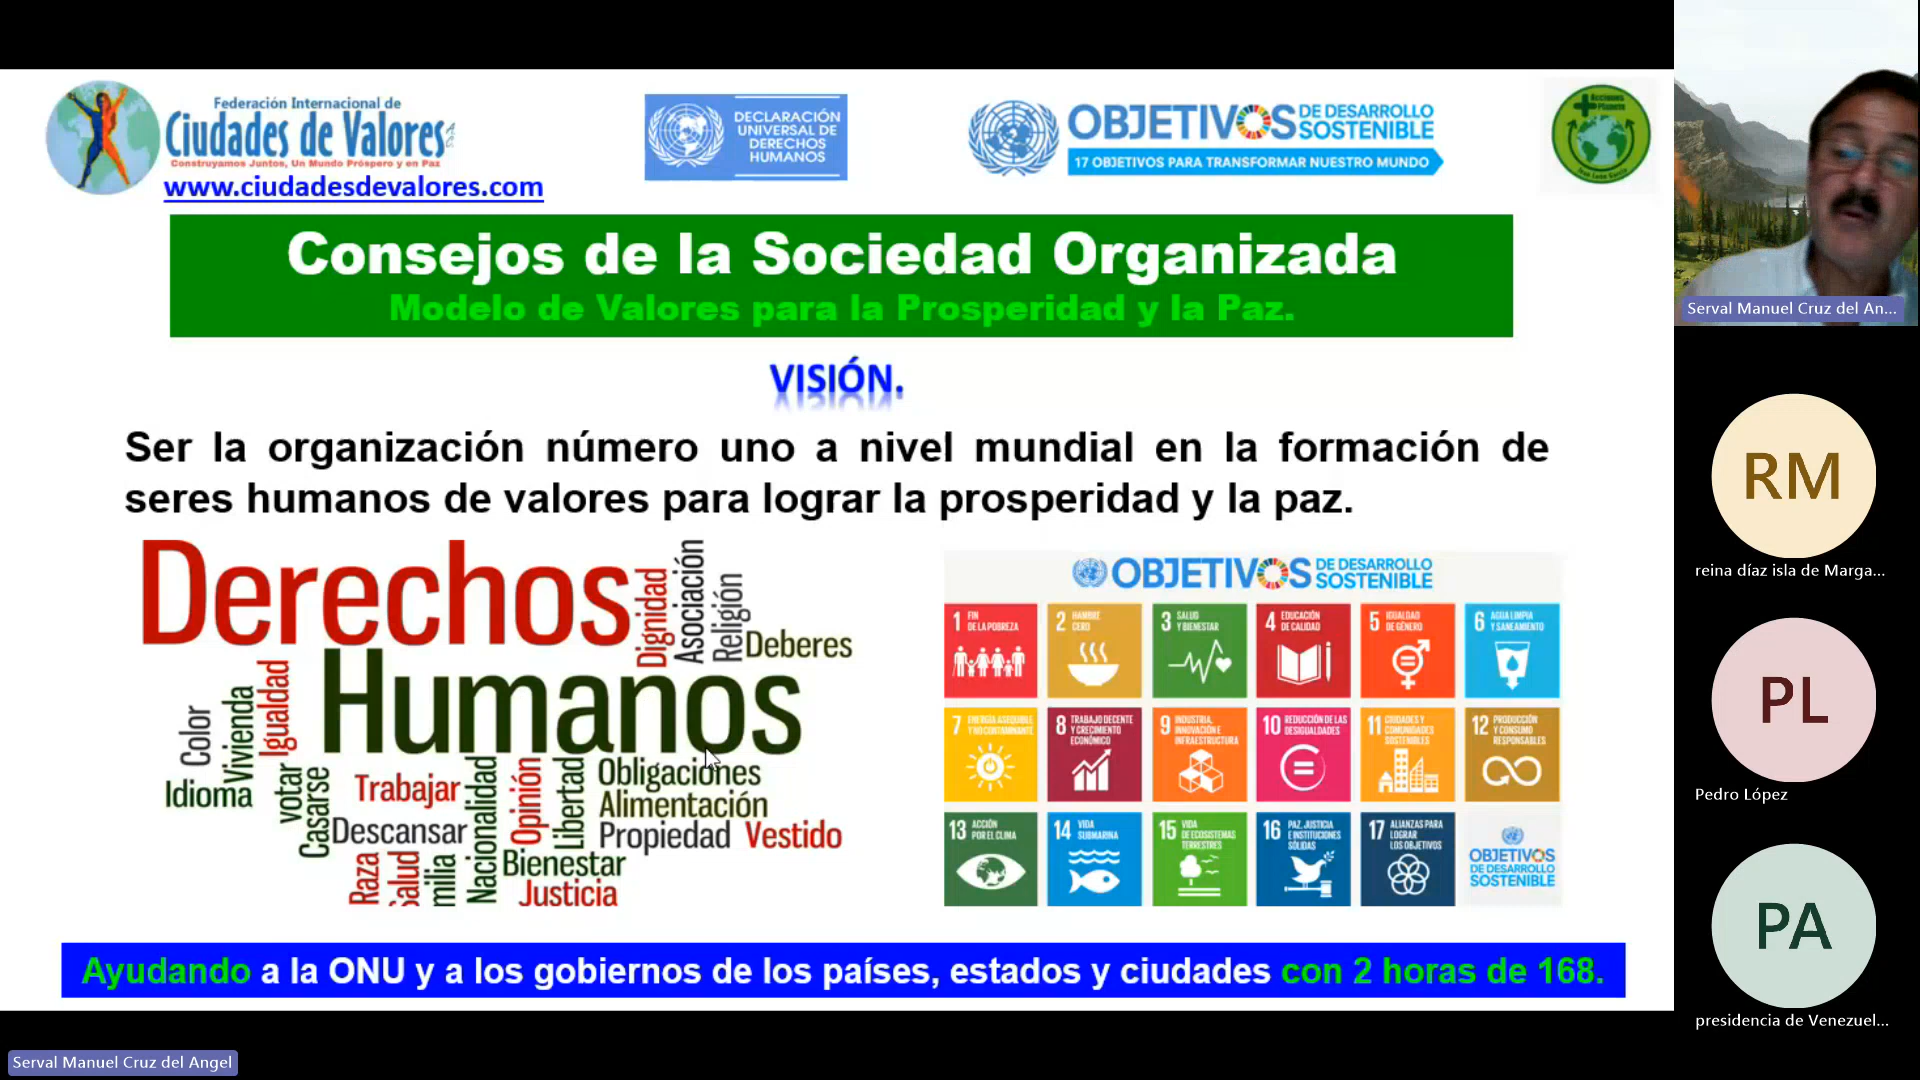 Federación Internacional de
Ciudades de Valores
Construyamos Juntos, Un Mundo Próspero y en Paz
www.ciudadesdevalores.com
DECLARACIÓN
UNIVERSAL DE
DERECHOS
HUMANOS
OBJETIVOS
DE DESARROLLO
SOSTENIBLE
17 OBJETIVOS PARA TRANSFORMAR NUESTRO MUNDO
Consejos de la Sociedad Organizada
Modelo de Valores para la Prosperidad y la Paz.
VISIÓN.
Ser la organización número uno a nivel mundial en la formación de
seres humanos de valores para lograr la prosperidad y la paz.
Derechos
Humanos
Dignidad
Asociación
Religión
Deberes
Color
Vivienda
Igualdad
Idioma
votar
Casarse
Trabajar
Descansar
Nacionalidad
Opinión
Libertad
Obligaciones
Alimentación
Propiedad
Vestido
Raza
Salud
milia
Bienestar
Justicia
OBJETIVOS
DE DESARROLLO
SOSTENIBLE
1 FIN
DE LA POBREZA
2 HAMBRE
CERO
3 SALUD
Y BIENESTAR
4 EDUCACIÓN
DE CALIDAD
5 IGUALDAD
DE GÉNERO
6 AGUA LIMPIA
Y SANEAMIENTO
7 ENERGÍA ASEQUIBLE
Y NO CONTAMINANTE
8 TRABAJO DECENTE
Y CRECIMIENTO
ECONÓMICO
9 INDUSTRIA,
INNOVACIÓN E
INFRAESTRUCTURA
10 REDUCCIÓN DE LAS
DESIGUALDADES
11 CIUDADES Y
COMUNIDADES
SOSTENIBLES
12 PRODUCCIÓN
Y CONSUMO
RESPONSABLES
13 ACCIÓN
POR EL CLIMA
14 VIDA
SUBMARINA
15 VIDA
DE ECOSISTEMAS
TERRESTRES
16 PAZ, JUSTICIA
E INSTITUCIONES
SÓLIDAS
17 ALIANZAS PARA
LOGRAR
LOS OBJETIVOS
OBJETIVOS
DE DESARROLLO
SOSTENIBLE
Ayudando a la ONU y a los gobiernos de los países, estados y ciudades con 2 horas de 168.
Serval Manuel Cruz del Angel
Serval Manuel Cruz del An...
RM
reina díaz isla de Marga...
PL
Pedro López
PA
presidencia de Venezuel...